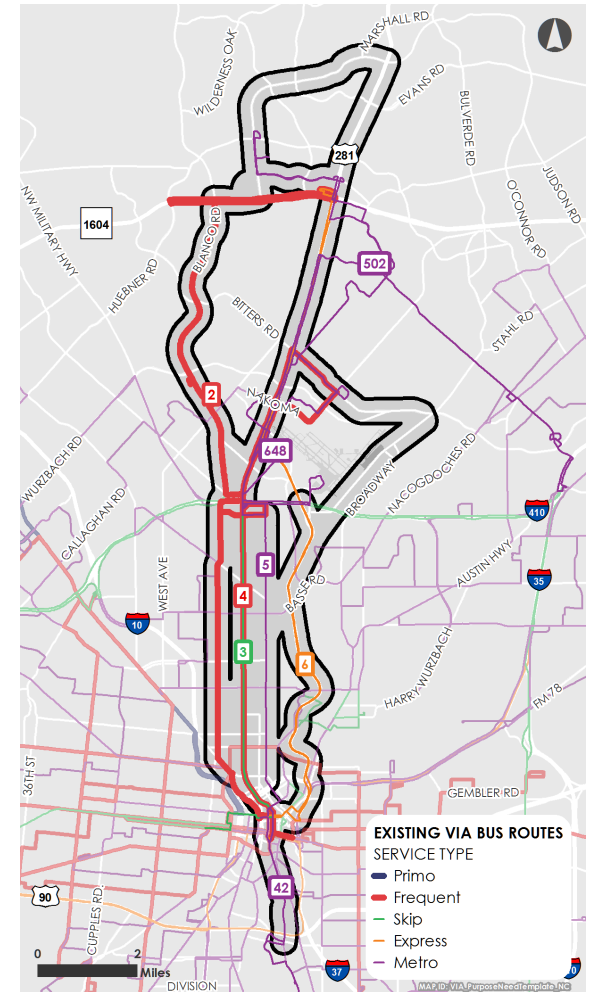 MARSHALL RD
WILDERNESS OAK
EVANS RD
BULVERDE RD
281
JUDSON RD
O'CONNOR RD
NW MILITARY HWY
1604
BLANCO RD
502
HUEBNER RD
BITTERS RD
STAHL RD
2
NAKOMA
648
WURZBACH RD
BROADWAY
NACOGDOCHES RD
CALLAGHAN RD
410
5
AUSTIN HWY
WEST AVE
35
BASSE RD
4
10
3
6
HARRY WURZBACH
FM-78
36TH ST
GEMBLER RD
EXISTING VIA BUS ROUTES
SERVICE TYPE
Primo
Frequent
Skip
Express
Metro
42
90
CUPPLES RD.
0 2
Miles
37
DIVISION
MAP ID: VIA_PurposeNeedTemplate_NC